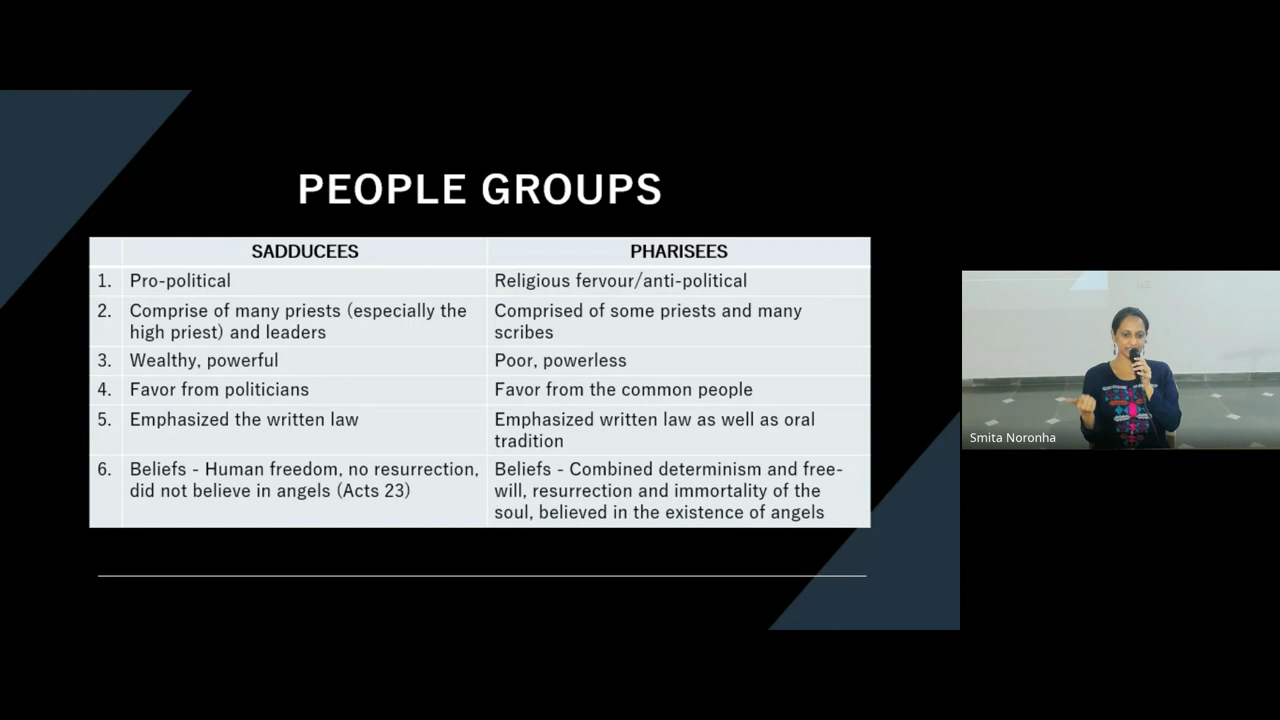 PEOPLE GROUPS
SADDUCEES PHARISEES
1. Pro-political Religious fervour/anti-political
2. Comprise of many priests (especially the Comprised of some priests and many
high priest) and leaders scribes
3. Wealthy, powerful Poor, powerless
4. Favor from politicians Favor from the common people
5. Emphasized the written law Emphasized written law as well as oral
tradition
6. Beliefs - Human freedom, no resurrection, Beliefs - Combined determinism and free-
did not believe in angels (Acts 23) will, resurrection and immortality of the
soul, believed in the existence of angels
Smita Noronha